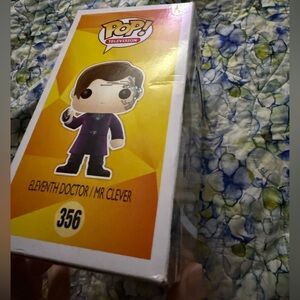 POP!
TELEVISION
ELEVENTH DOCTOR / MR CLEVER
356